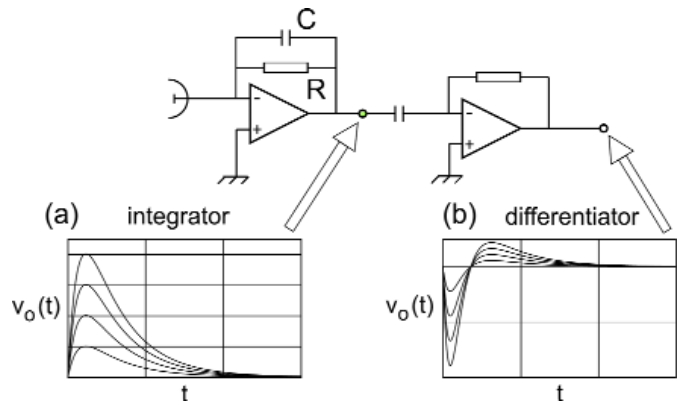 C
R
-
+
-
+
(a) integrator
(b) differentiator
vo(t)
t
vo(t)
t